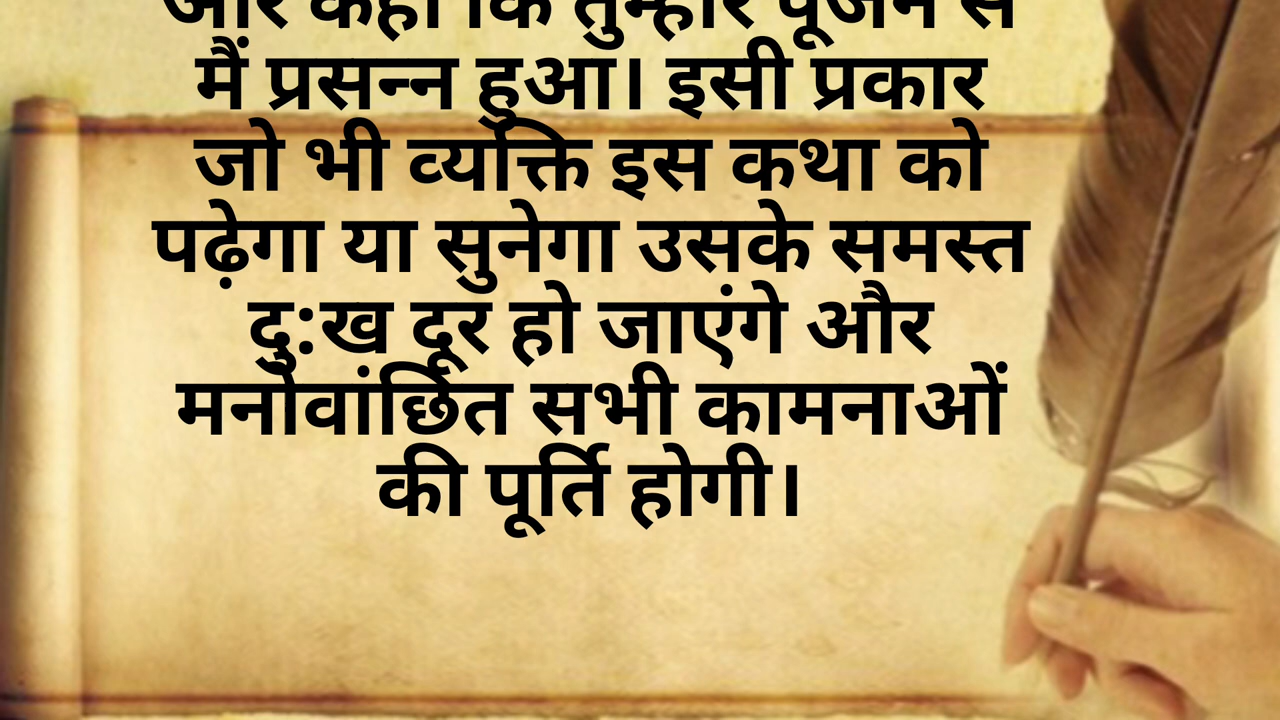 और कहा कि तुम्हारे पूजन से
मैं प्रसन्न हुआ। इसी प्रकार
जो भी व्यक्ति इस कथा को
पढ़ेगा या सुनेगा उसके समस्त
दु:ख दूर हो जाएंगे और
मनोवांछित सभी कामनाओं
की पूर्ति होगी।